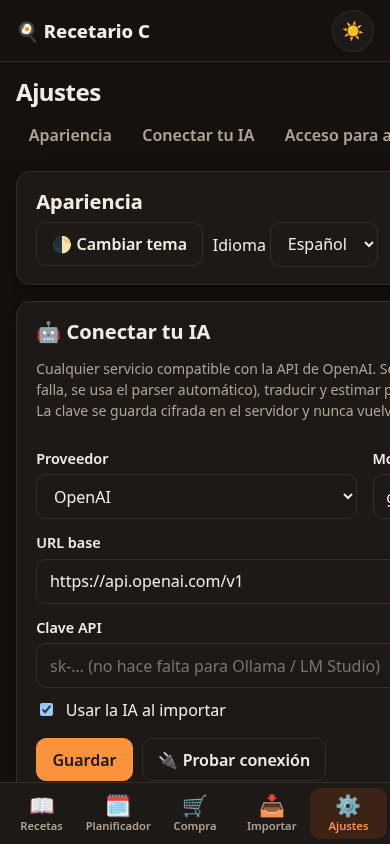 Recetario C
Ajustes
Apariencia Conectar tu IA Acceso para a
Apariencia
Cambiar tema Idioma Español
Conectar tu IA
Cualquier servicio compatible con la API de OpenAI. Se
falla, se usa el parser automático), traducir y estimar p
La clave se guarda cifrada en el servidor y nunca vuelv
Proveedor Mo
OpenAI g
URL base
https://api.openai.com/v1
Clave API
sk-... (no hace falta para Ollama / LM Studio)
Usar la IA al importar
Guardar Probar conexión
Recetas Planificador Compra Importar Ajustes